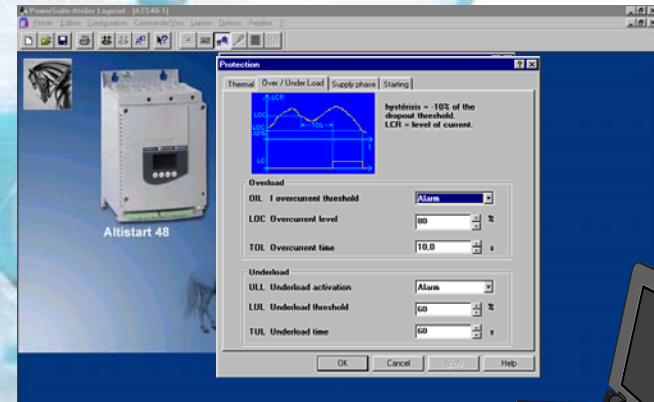 PowerSuite Atelier Logiciel - [ATS48-1]
Fichier Edition Configuration Commande/Visu Liaison Options Fenêtre ?
Protection
Thermal Over / Under Load Supply phase Starting
LCR
LOC
LOC
10%
TOL
t
LO
hystérisis = -10% of the
dropout threshold.
LCR = level of current.
Overload
OIL I overcurrent threshold Alarm
LOC Overcurrent level 80 %
TOL Overcurrent time 10,0 s
Underload
ULL Underload activation Alarm
LUL Underload threshold 60 %
TUL Underload time 60 s
OK Cancel Apply Help
Altistart 48